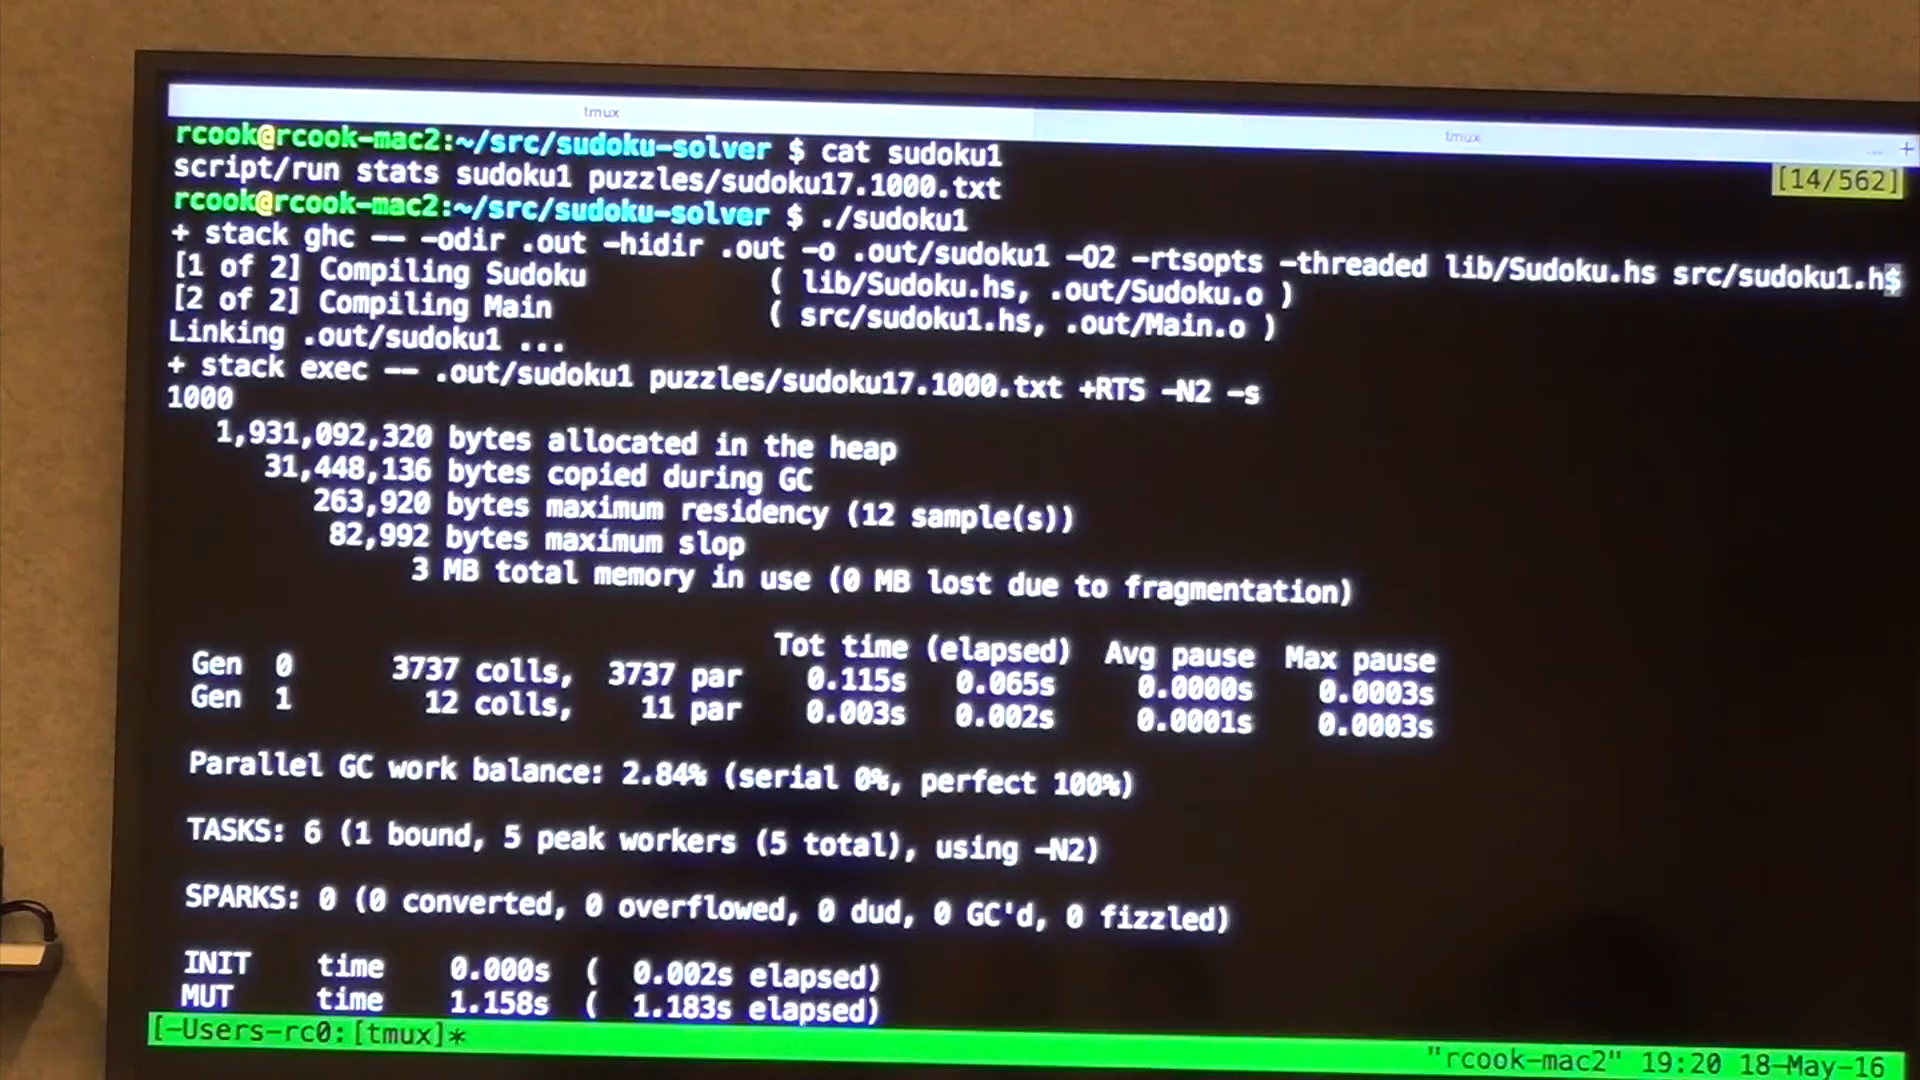 tmux
tmux
... +
rcook@rcook-mac2:~/src/sudoku-solver $ cat sudoku1
[14/562]
script/run stats sudoku1 puzzles/sudoku17.1000.txt
rcook@rcook-mac2:~/src/sudoku-solver $ ./sudoku1
+ stack ghc -- -odir .out -hidir .out -o .out/sudoku1 -O2 -rtsopts -threaded lib/Sudoku.hs src/sudoku1.h$
[1 of 2] Compiling Sudoku ( lib/Sudoku.hs, .out/Sudoku.o )
[2 of 2] Compiling Main ( src/sudoku1.hs, .out/Main.o )
Linking .out/sudoku1 ...
+ stack exec -- .out/sudoku1 puzzles/sudoku17.1000.txt +RTS -N2 -s
1000
1,931,092,320 bytes allocated in the heap
31,448,136 bytes copied during GC
263,920 bytes maximum residency (12 sample(s))
82,992 bytes maximum slop
3 MB total memory in use (0 MB lost due to fragmentation)
Tot time (elapsed) Avg pause Max pause
Gen 0 3737 colls, 3737 par 0.115s 0.065s 0.0000s 0.0003s
Gen 1 12 colls, 11 par 0.003s 0.002s 0.0001s 0.0003s
Parallel GC work balance: 2.84% (serial 0%, perfect 100%)
TASKS: 6 (1 bound, 5 peak workers (5 total), using -N2)
SPARKS: 0 (0 converted, 0 overflowed, 0 dud, 0 GC'd, 0 fizzled)
INIT time 0.000s ( 0.002s elapsed)
MUT time 1.158s ( 1.183s elapsed)
[-Users-rc0:[tmux]*
"rcook-mac2" 19:20 18-May-16